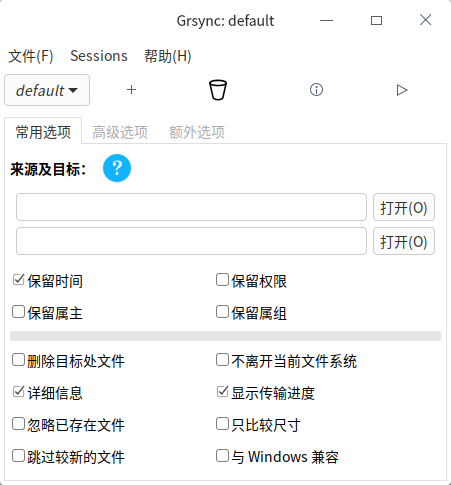 Grsync: default
文件(F) Sessions 帮助(H)
default
常用选项 高级选项 额外选项
来源及目标: ?
打开(O)
打开(O)
保留时间 保留权限
保留属主 保留属组
删除目标处文件 不离开当前文件系统
详细信息 显示传输进度
忽略已存在文件 只比较尺寸
跳过较新的文件 与 Windows 兼容